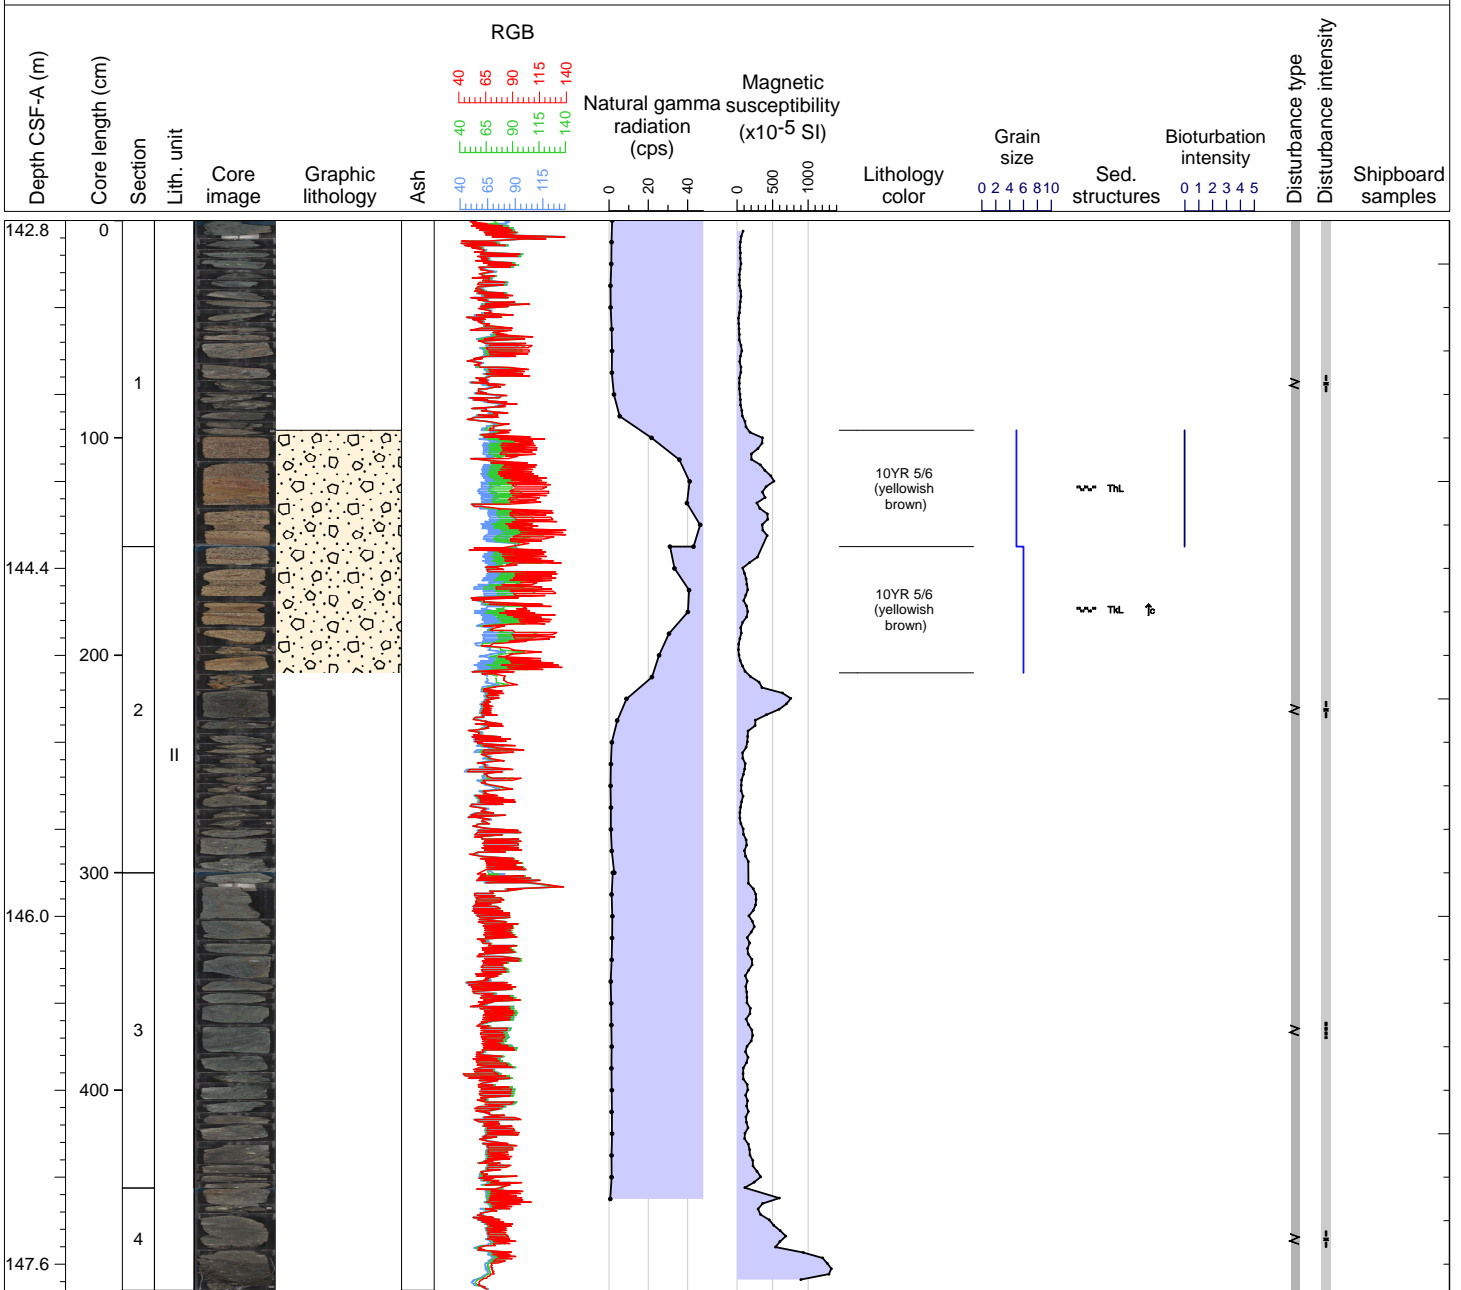 RGB
40 65 90 115 140
40 65 90 115 140
40 65 90 115
Depth CSF-A (m)
Core length (cm)
Section
Lith. unit
Core
image
Graphic
lithology
Ash
Natural gamma
radiation
(cps)
0 20 40
Magnetic
susceptibility
(x10-5 SI)
0 500 1000
Lithology
color
Grain
size
0 2 4 6 8 10
Sed.
structures
Bioturbation
intensity
0 1 2 3 4 5
Disturbance type
Disturbance intensity
Shipboard
samples
142.8
144.4
146.0
147.6
0
100
200
300
400
1
2
3
4
II
10YR 5/6
(yellowish
brown)
ThL
10YR 5/6
(yellowish
brown)
TkL